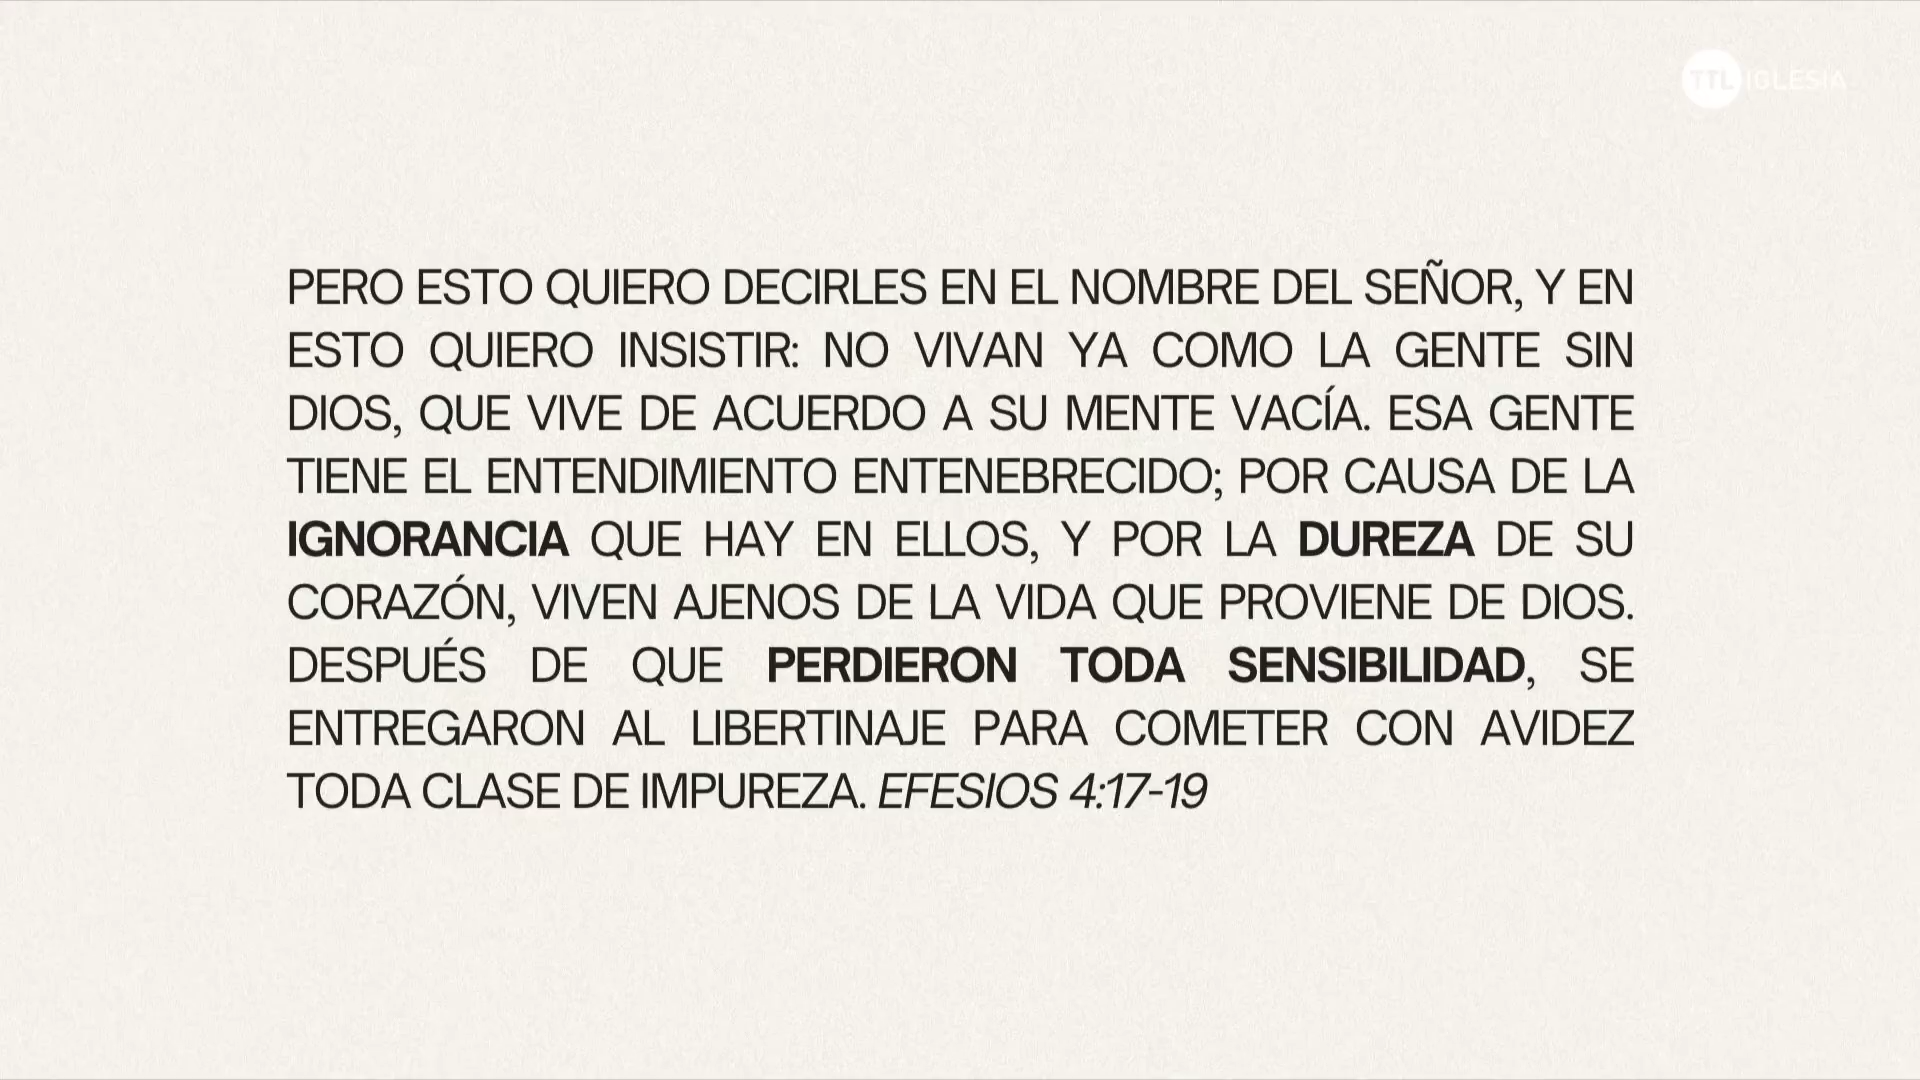 TTL IGLESIA
PERO ESTO QUIERO DECIRLES EN EL NOMBRE DEL SEÑOR, Y EN
ESTO QUIERO INSISTIR: NO VIVAN YA COMO LA GENTE SIN
DIOS, QUE VIVE DE ACUERDO A SU MENTE VACÍA. ESA GENTE
TIENE EL ENTENDIMIENTO ENTENEBRECIDO; POR CAUSA DE LA
IGNORANCIA QUE HAY EN ELLOS, Y POR LA DUREZA DE SU
CORAZÓN, VIVEN AJENOS DE LA VIDA QUE PROVIENE DE DIOS.
DESPUÉS DE QUE PERDIERON TODA SENSIBILIDAD, SE
ENTREGARON AL LIBERTINAJE PARA COMETER CON AVIDEZ
TODA CLASE DE IMPUREZA. EFESIOS 4:17-19